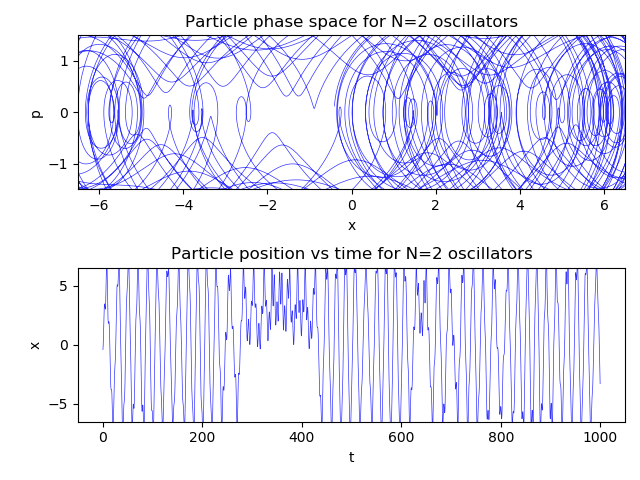 Particle phase space for N=2 oscillators
1
0
−1
p
−6 −4 −2 0 2 4 6
x
Particle position vs time for N=2 oscillators
5
0
−5
x
0 200 400 600 800 1000
t